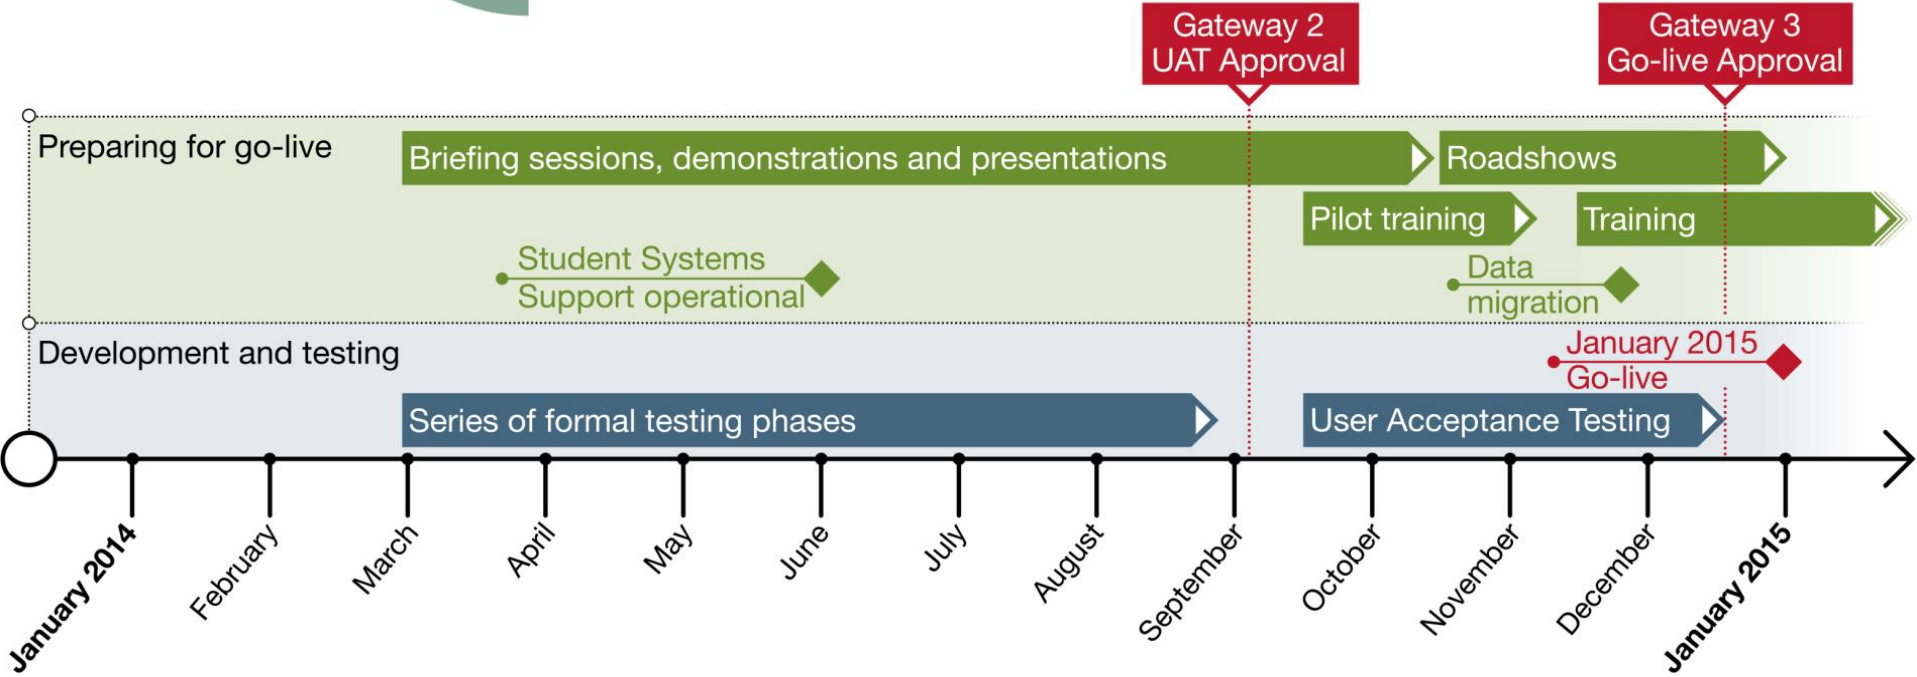 Gateway 2
UAT Approval
Gateway 3
Go-live Approval
Preparing for go-live
Briefing sessions, demonstrations and presentations
Roadshows
Pilot training
Training
Student Systems
Support operational
Data
migration
Development and testing
January 2015
Go-live
Series of formal testing phases
User Acceptance Testing
January 2014
February
March
April
May
June
July
August
September
October
November
December
January 2015